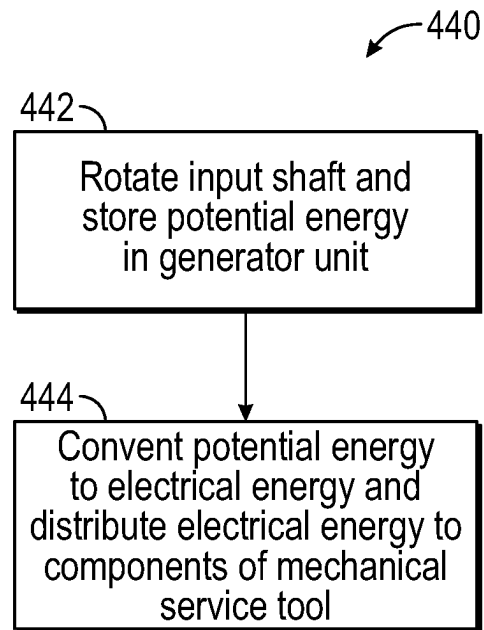 440
442
Rotate input shaft and
store potential energy
in generator unit
444
Convent potential energy
to electrical energy and
distribute electrical energy to
components of mechanical
service tool